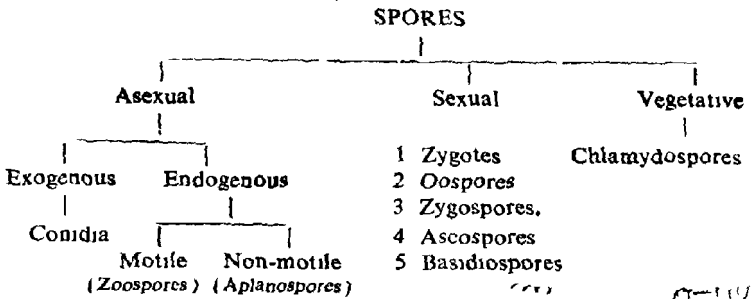 SPORES
Asexual Sexual Vegetative
1 Zygotes Chlamydospores
Exogenous Endogenous 2 Oospores
3 Zygospores.
Conidia 4 Ascospores
Motile Non-motile 5 Basidiospores
(Zoospores) (Aplanospores)